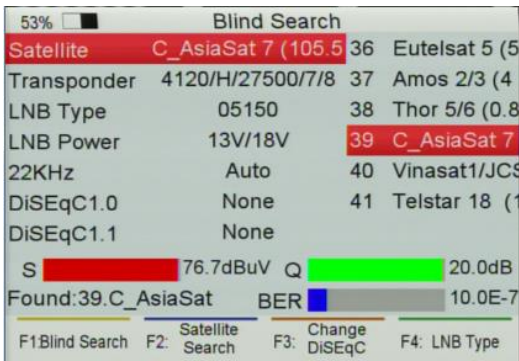 53% Blind Search
Satellite C_AsiaSat 7 (105.5
Transponder 4120/H/27500/7/8
LNB Type 05150
LNB Power 13V/18V
22KHz Auto
DiSEqC1.0 None
DiSEqC1.1 None
36 Eutelsat 5 (5
37 Amos 2/3 (4
38 Thor 5/6 (0.8
39 C_AsiaSat 7
40 Vinasat1/JCS
41 Telstar 18 (1
S 76.7dBuV Q 20.0dB
Found:39.C_AsiaSat BER 10.0E-7
F1:Blind Search F2: Satellite Search F3: Change DiSEqC F4: LNB Type